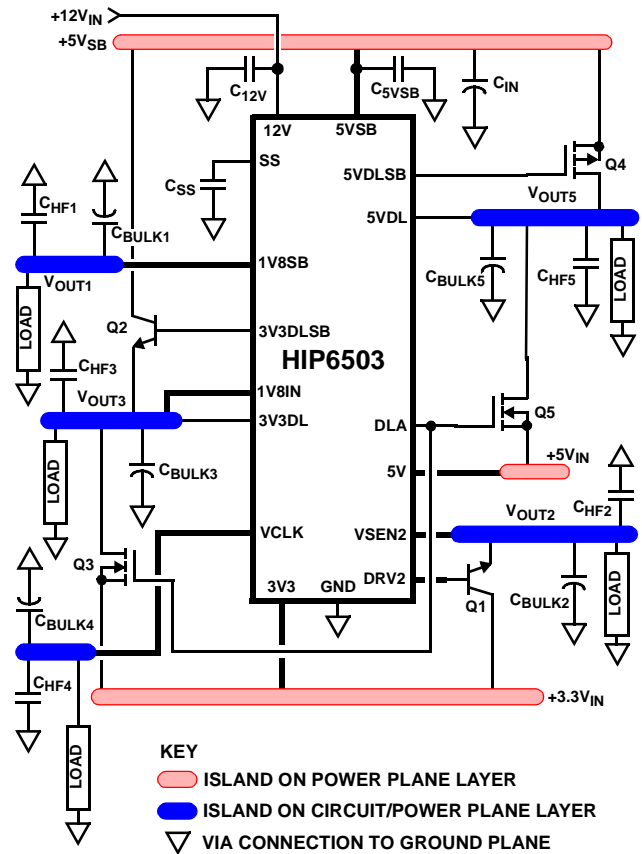 +12VIN
+5VSB
C12V
C5VSB
CIN
12V
5VSB
SS
CSS
5VDLSB
Q4
VOUT5
5VDL
CHF1
CBULK1
1V8SB
VOUT1
LOAD
CBULK5
CHF5
LOAD
Q2
3V3DLSB
HIP6503
CHF3
1V8IN
VOUT3
3V3DL
DLA
Q5
LOAD
CBULK3
5V
+5VIN
CHF2
VCLK
VSEN2
VOUT2
Q3
DRV2
Q1
3V3
GND
CBULK2
LOAD
CBULK4
CHF4
LOAD
+3.3VIN
KEY
ISLAND ON POWER PLANE LAYER
ISLAND ON CIRCUIT/POWER PLANE LAYER
VIA CONNECTION TO GROUND PLANE